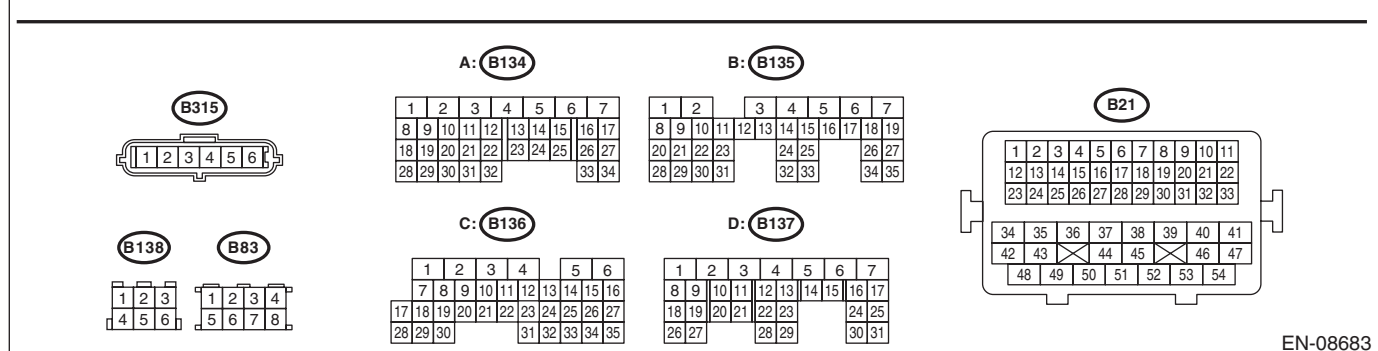 A: B134
B: B135
B315
B21
1 2 3 4 5 6 7
8 9 10 11 12 13 14 15 16 17
18 19 20 21 22 23 24 25 26 27
28 29 30 31 32 33 34
1 2 3 4 5 6 7
8 9 10 11 12 13 14 15 16 17 18 19
20 21 22 23 24 25 26 27
28 29 30 31 32 33 34 35
1 2 3 4 5 6
1 2 3 4 5 6 7 8 9 10 11
12 13 14 15 16 17 18 19 20 21 22
23 24 25 26 27 28 29 30 31 32 33
34 35 36 37 38 39 40 41
42 43 44 45 46 47
48 49 50 51 52 53 54
C: B136
D: B137
B138
B83
1 2 3
4 5 6
1 2 3 4
5 6 7 8
1 2 3 4 5 6
7 8 9 10 11 12 13 14 15 16
17 18 19 20 21 22 23 24 25 26 27
28 29 30 31 32 33 34 35
1 2 3 4 5 6 7
8 9 10 11 12 13 14 15 16 17
18 19 20 21 22 23 24 25
26 27 28 29 30 31
EN-08683